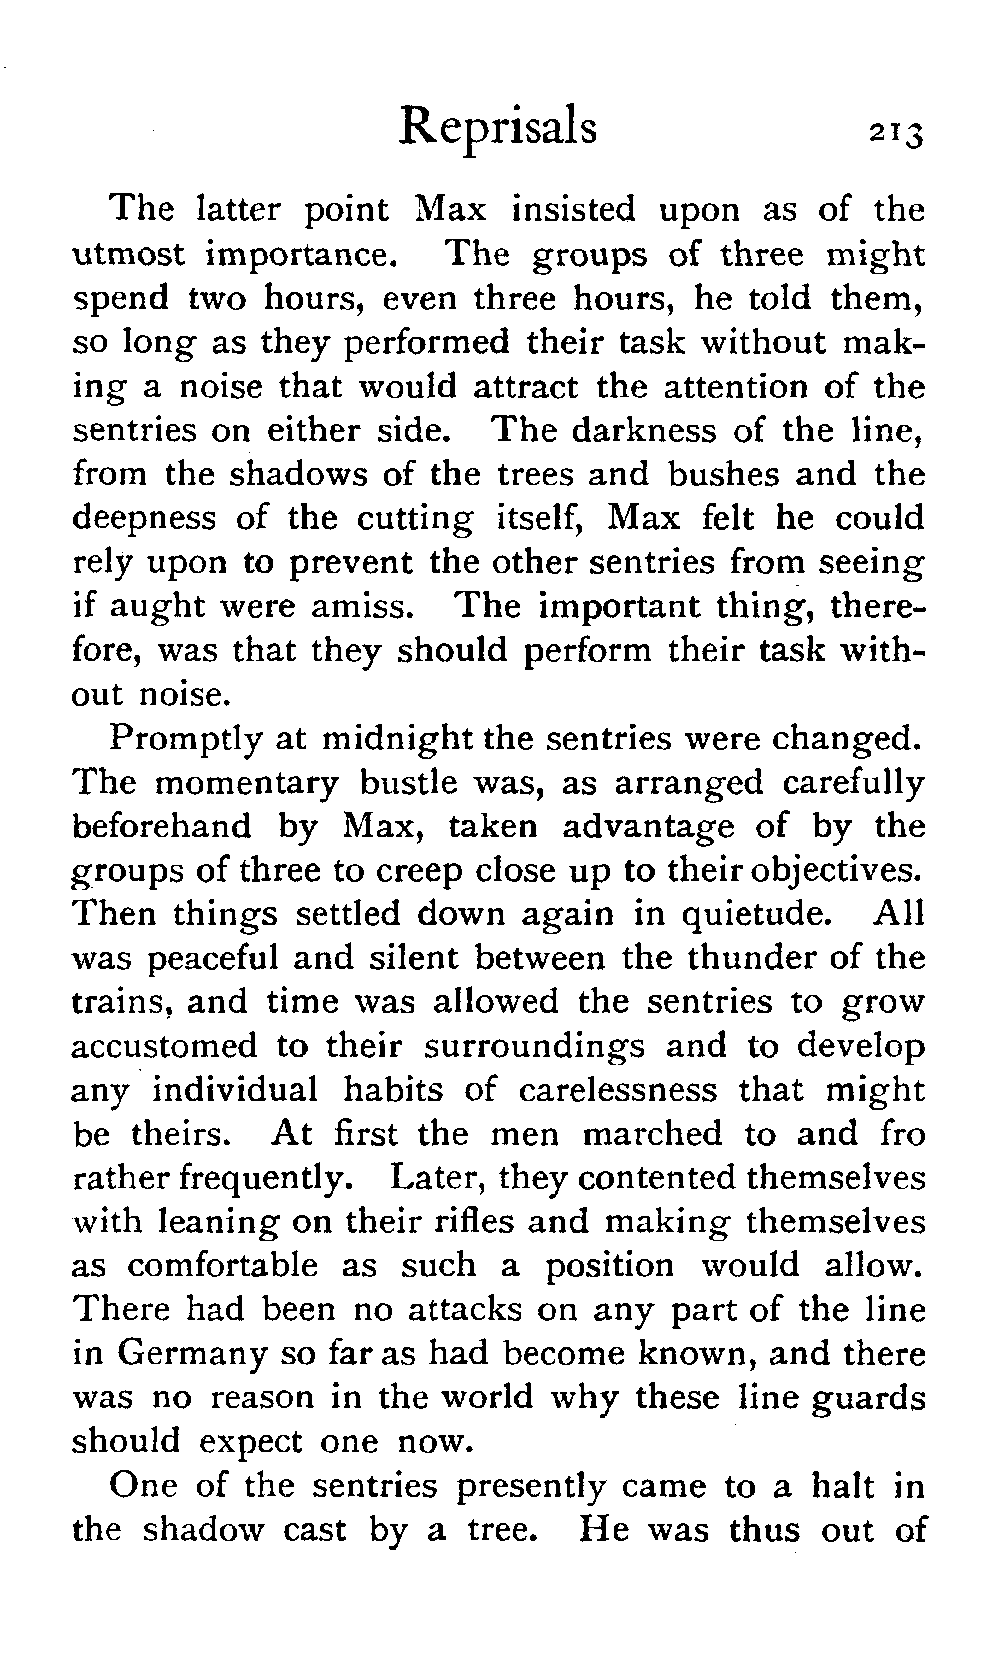 Reprisals 213
The latter point Max insisted upon as of the
utmost importance. The groups of three might
spend two hours, even three hours, he told them,
so long as they performed their task without mak-
ing a noise that would attract the attention of the
sentries on either side. The darkness of the line,
from the shadows of the trees and bushes and the
deepness of the cutting itself, Max felt he could
rely upon to prevent the other sentries from seeing
if aught were amiss. The important thing, there-
fore, was that they should perform their task with-
out noise.
Promptly at midnight the sentries were changed.
The momentary bustle was, as arranged carefully
beforehand by Max, taken advantage of by the
groups of three to creep close up to their objectives.
Then things settled down again in quietude. All
was peaceful and silent between the thunder of the
trains, and time was allowed the sentries to grow
accustomed to their surroundings and to develop
any individual habits of carelessness that might
be theirs. At first the men marched to and fro
rather frequently. Later, they contented themselves
with leaning on their rifles and making themselves
as comfortable as such a position would allow.
There had been no attacks on any part of the line
in Germany so far as had become known, and there
was no reason in the world why these line guards
should expect one now.
One of the sentries presently came to a halt in
the shadow cast by a tree. He was thus out of